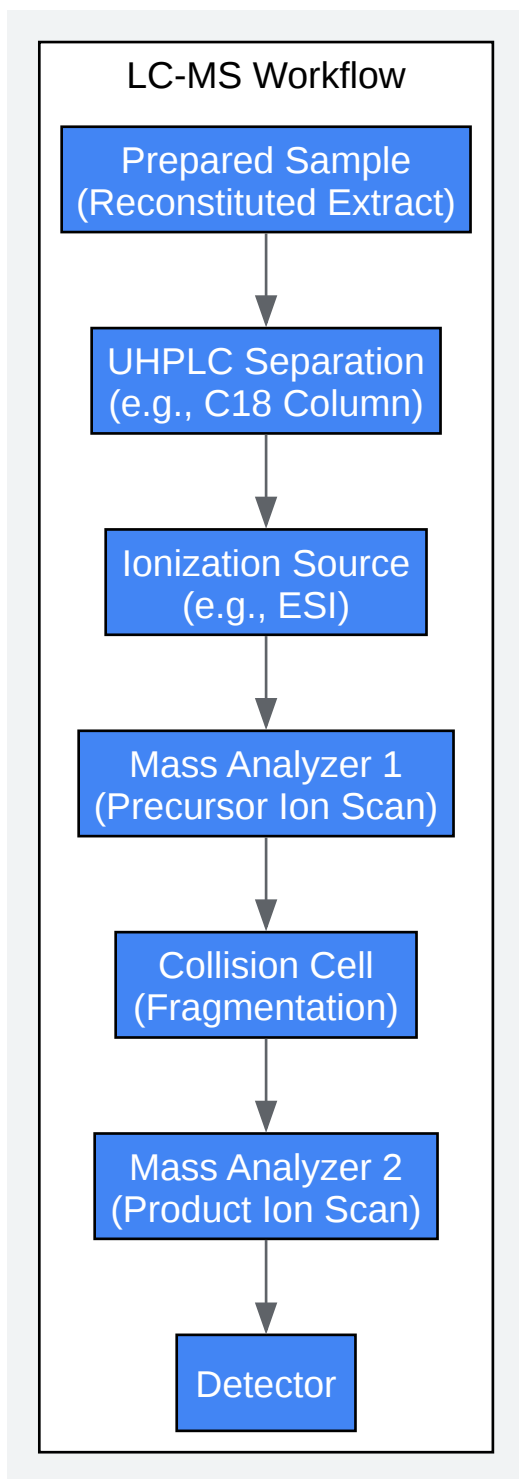 LC-MS Workflow
Prepared Sample
(Reconstituted Extract)
UHPLC Separation
(e.g., C18 Column)
Ionization Source
(e.g., ESI)
Mass Analyzer 1
(Precursor Ion Scan)
Collision Cell
(Fragmentation)
Mass Analyzer 2
(Product Ion Scan)
Detector